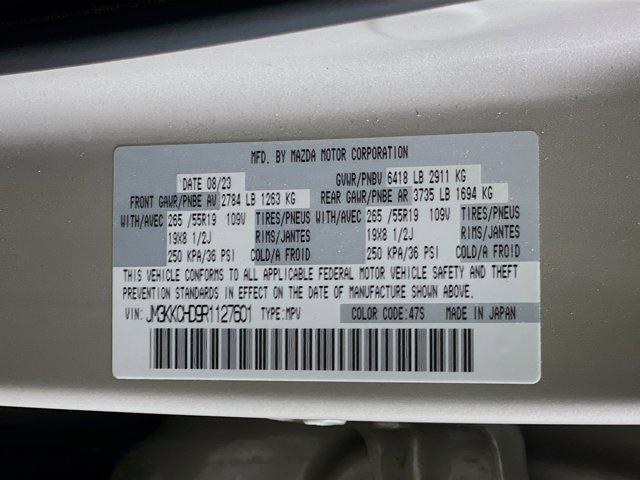 MFD. BY MAZDA MOTOR CORPORATION
DATE 08/23 GVWR/PNBV 6418 LB 2911 KG
FRONT GAWR/PNBE AV 2784 LB 1263 KG REAR GAWR/PNBE AR 3735 LB 1694 KG
WITH/AVEC 265 /55R19 109V TIRES/PNEUS WITH/AVEC 265 /55R19 109V TIRES/PNEUS
19X8 1/2J RIMS/JANTES 19X8 1/2J RIMS/JANTES
250 KPA/36 PSI COLD/A FROID 250 KPA/36 PSI COLD/A FROID
THIS VEHICLE CONFORMS TO ALL APPLICABLE FEDERAL MOTOR VEHICLE SAFETY AND THEFT
PREVENTION STANDARDS IN EFFECT ON THE DATE OF MANUFACTURE SHOWN ABOVE.
VIN: JM3KKCHD9R1127601 TYPE:MPV COLOR CODE:47S MADE IN JAPAN